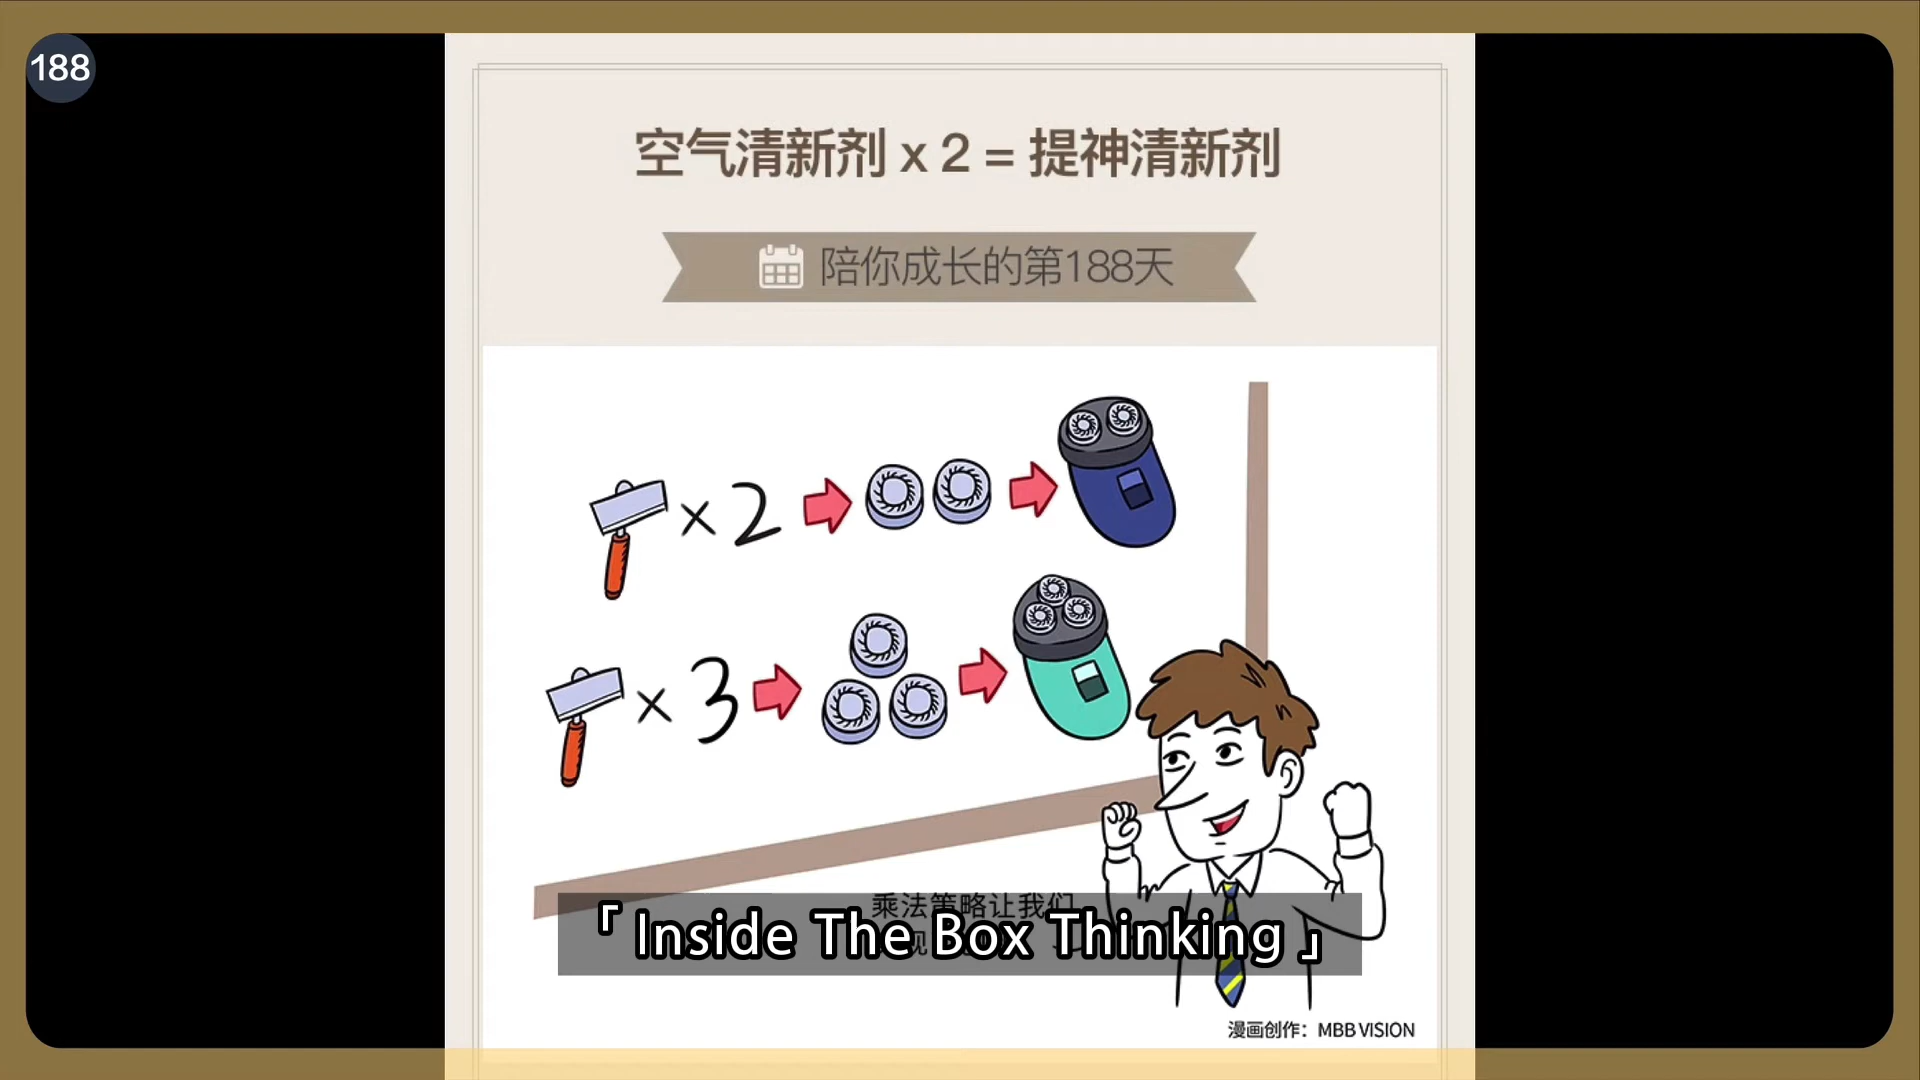 188
空气清新剂 x 2 = 提神清新剂
陪你成长的第188天
×2
×3
乘法策略让我们
「Inside The Box Thinking」
漫画创作：MBB VISION